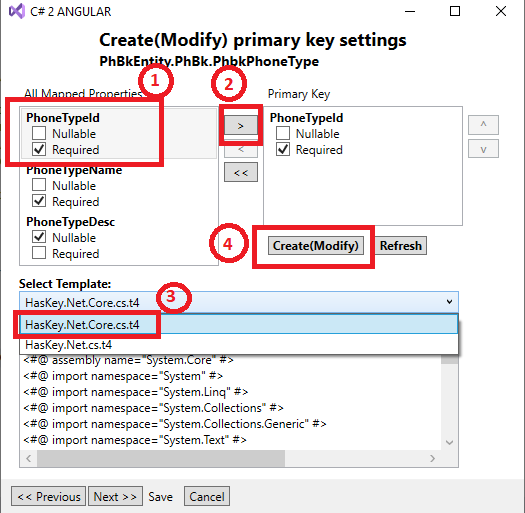 C# 2 ANGULAR
Create(Modify) primary key settings
PhBkEntity.PhBk.PhbkPhoneType
1
2
All Mapped Properties
Primary Key
PhoneTypeId
Nullable
Required
PhoneTypeName
Nullable
Required
PhoneTypeDesc
Nullable
Required
>
<
<<
PhoneTypeId
Nullable
Required
^
v
4
Create(Modify)
Refresh
Select Template:
3
HasKey.Net.Core.cs.t4
HasKey.Net.Core.cs.t4
HasKey.Net.cs.t4
<#@ assembly name="System.Core" #>
<#@ import namespace="System" #>
<#@ import namespace="System.Linq" #>
<#@ import namespace="System.Collections" #>
<#@ import namespace="System.Collections.Generic" #>
<#@ import namespace="System.Text" #>
<< Previous
Next >>
Save
Cancel